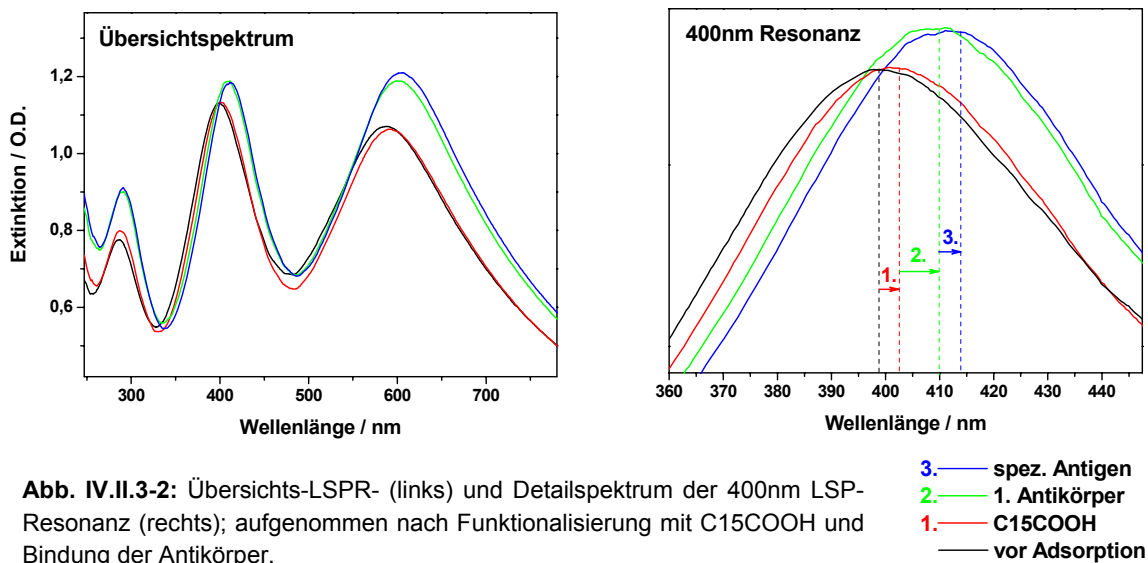 Übersichtspektrum
Extinktion / O.D.
1,2
1,0
0,8
0,6
300 400 500 600 700
Wellenlänge / nm
400nm Resonanz
1.
2.
3.
360 370 380 390 400 410 420 430 440
Wellenlänge / nm
Abb. IV.II.3-2: Übersichts-LSPR- (links) und Detailspektrum der 400nm LSP-
Resonanz (rechts); aufgenommen nach Funktionalisierung mit C15COOH und
Bindung der Antikörper.
3. spez. Antigen
2. 1. Antikörper
1. C15COOH
vor Adsorption